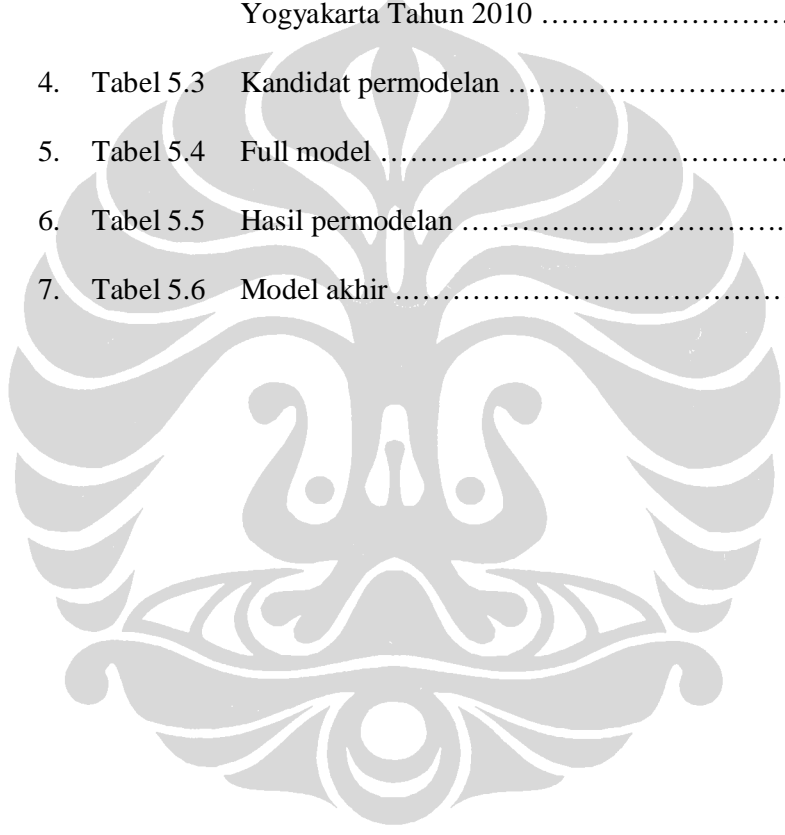 Yogyakarta Tahun 2010 ……………………….
4. Tabel 5.3 Kandidat permodelan ………………………….
5. Tabel 5.4 Full model ……………………………………….
6. Tabel 5.5 Hasil permodelan …………..………………….
7. Tabel 5.6 Model akhir ..……………………………………